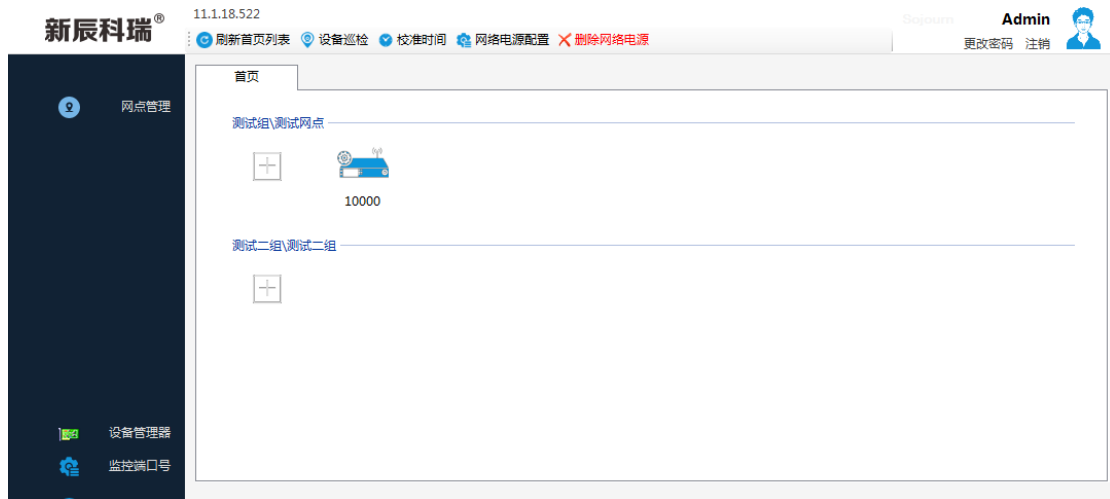 新辰科瑞®
11.1.18.522
Sojourn
Admin
刷新首页列表 设备巡检 校准时间 网络电源配置 删除网络电源
更改密码 注销
首页
网点管理
测试组\测试网点
10000
测试二组\测试二组
设备管理器
监控端口号